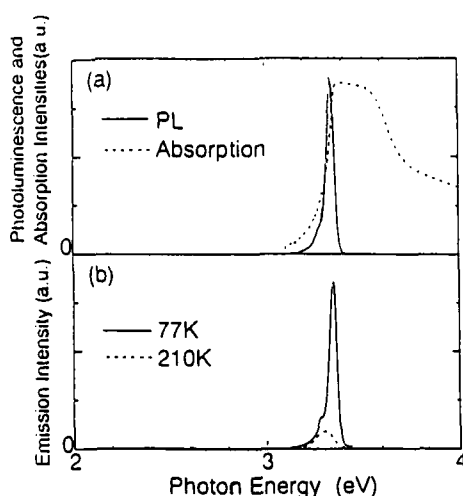 Photoluminescence and
Absorption Intensities(a u.)
(a)
PL
Absorption
0
Emission Intensity (a.u.)
(b)
77K
210K
0
2
3
4
Photon Energy (eV)